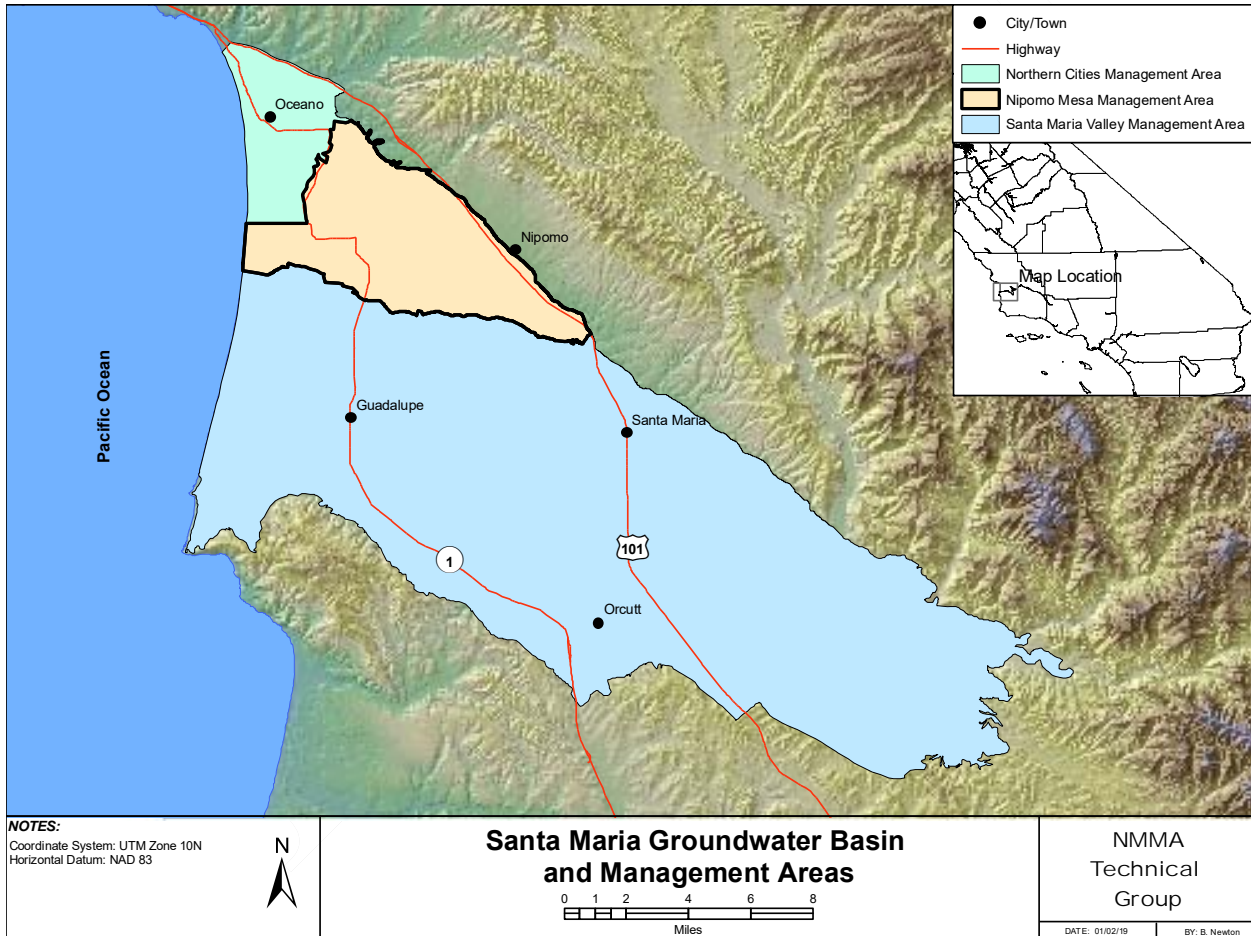 City/Town
Highway
Northern Cities Management Area
Nipomo Mesa Management Area
Santa Maria Valley Management Area
Map Location
Oceano
Nipomo
Pacific Ocean
Guadalupe
Santa Maria
101
1
Orcutt
NOTES:
Coordinate System: UTM Zone 10N
Horizontal Datum: NAD 83
N
Santa Maria Groundwater Basin
and Management Areas
0 1 2 4 6 8
Miles
NMMA
Technical
Group
DATE: 01/02/19
BY: B. Newton